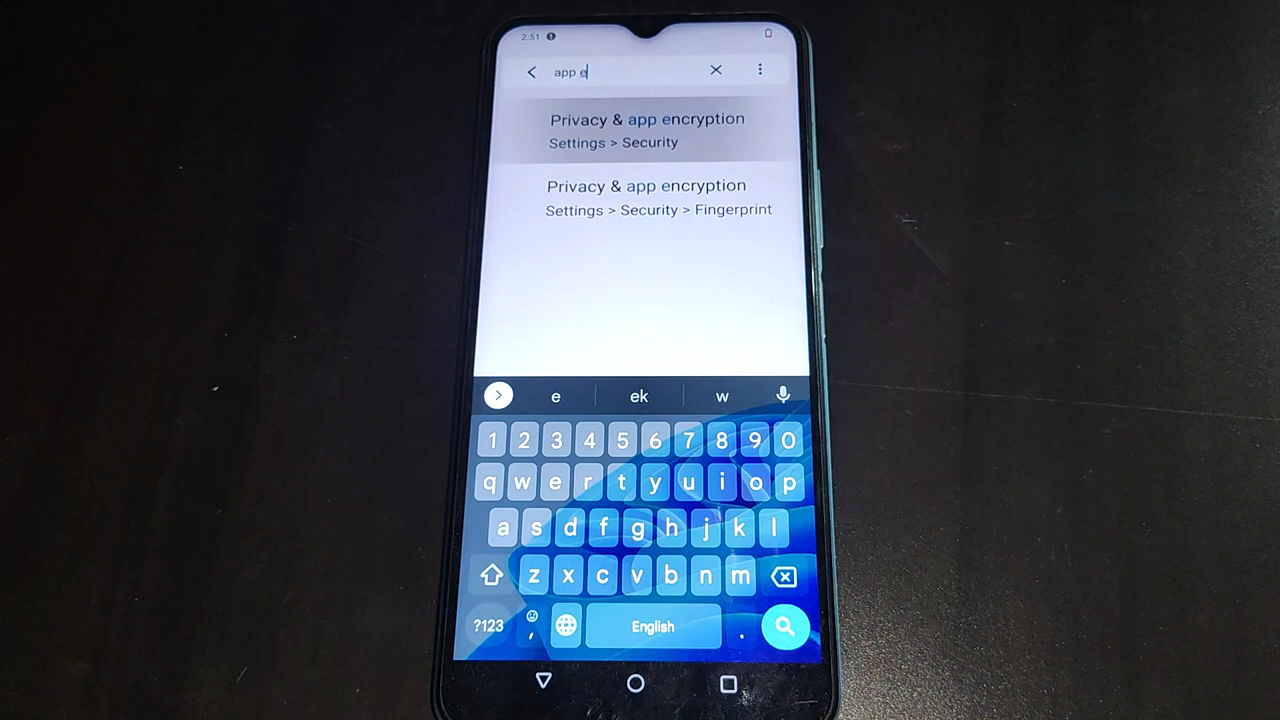 2:51
app e
Privacy & app encryption
Settings > Security
Privacy & app encryption
Settings > Security > Fingerprint
e ek w
1 2 3 4 5 6 7 8 9 0
q w e r t y u i o p
a s d f g h j k l
z x c v b n m
?123 , English .